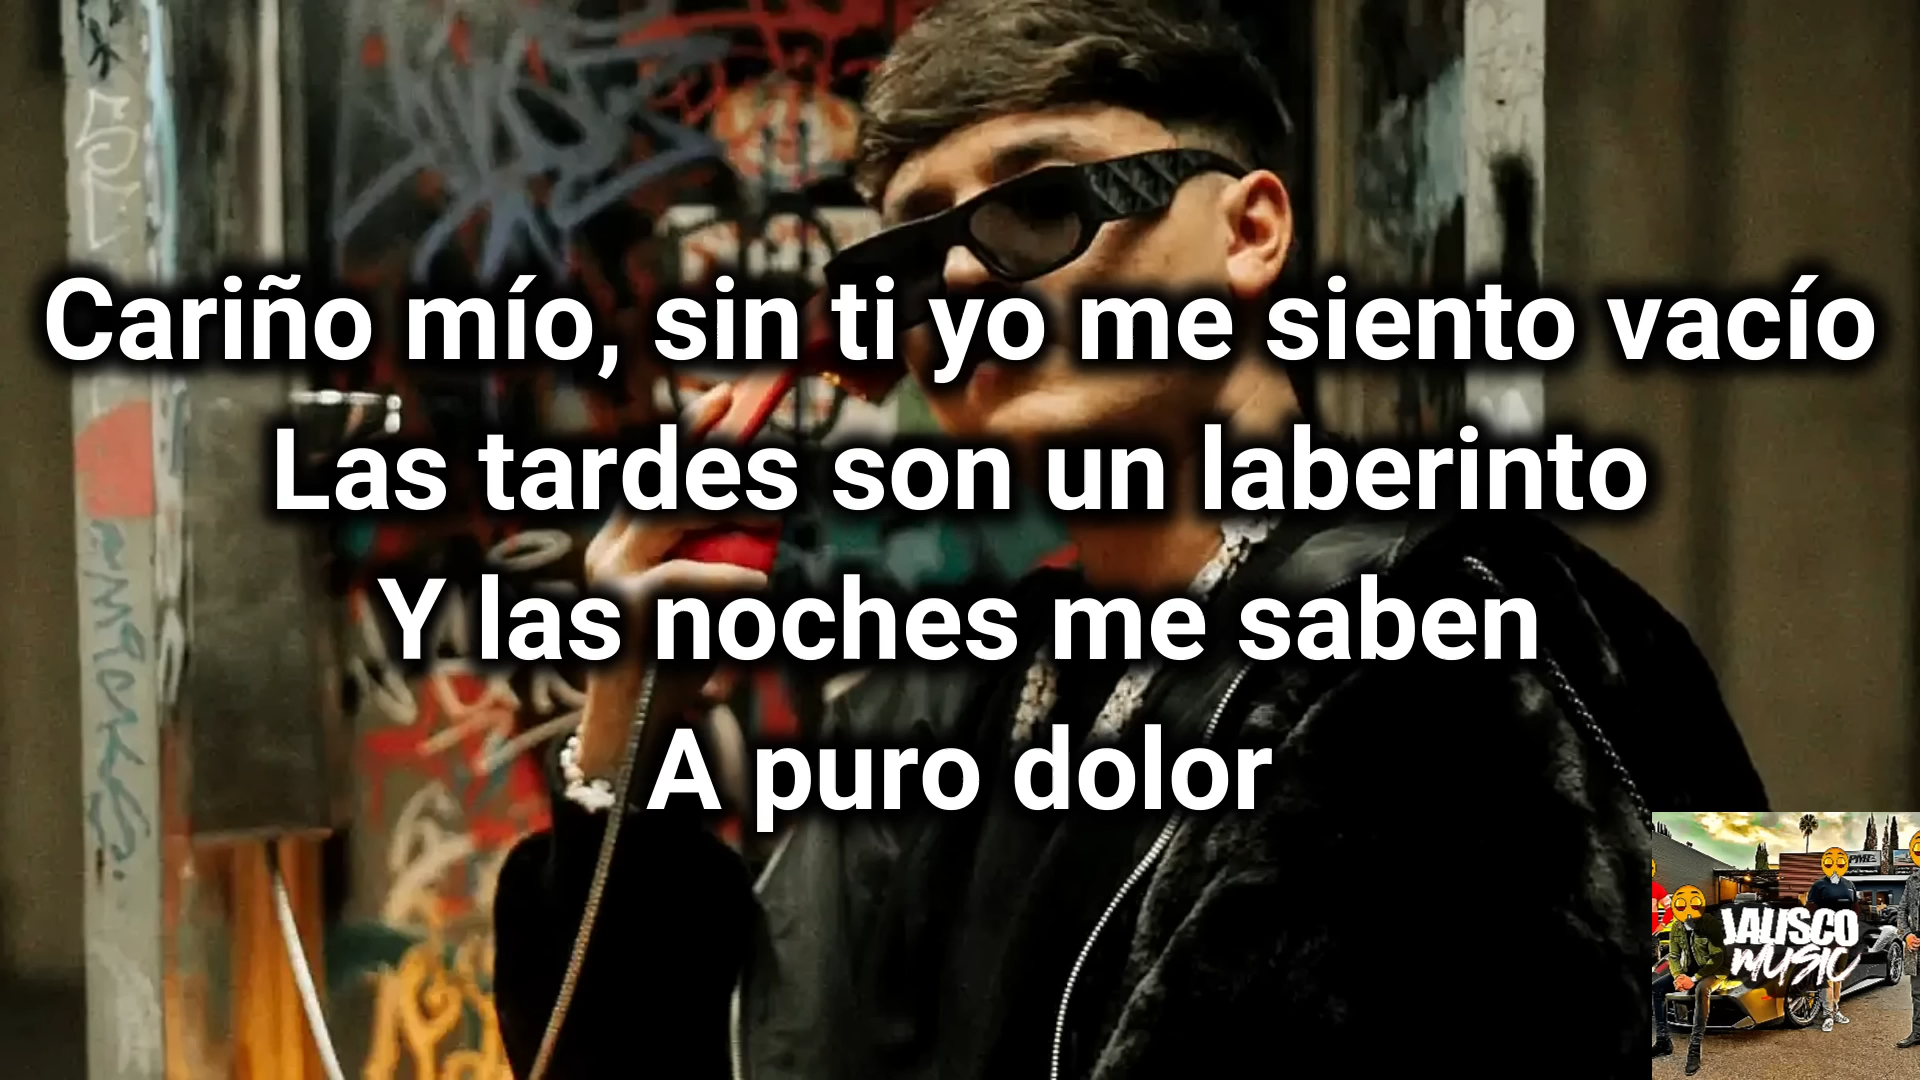 Cariño mío, sin ti yo me siento vacío
Las tardes son un laberinto
Y las noches me saben
A puro dolor
JALISCO
MUSIC